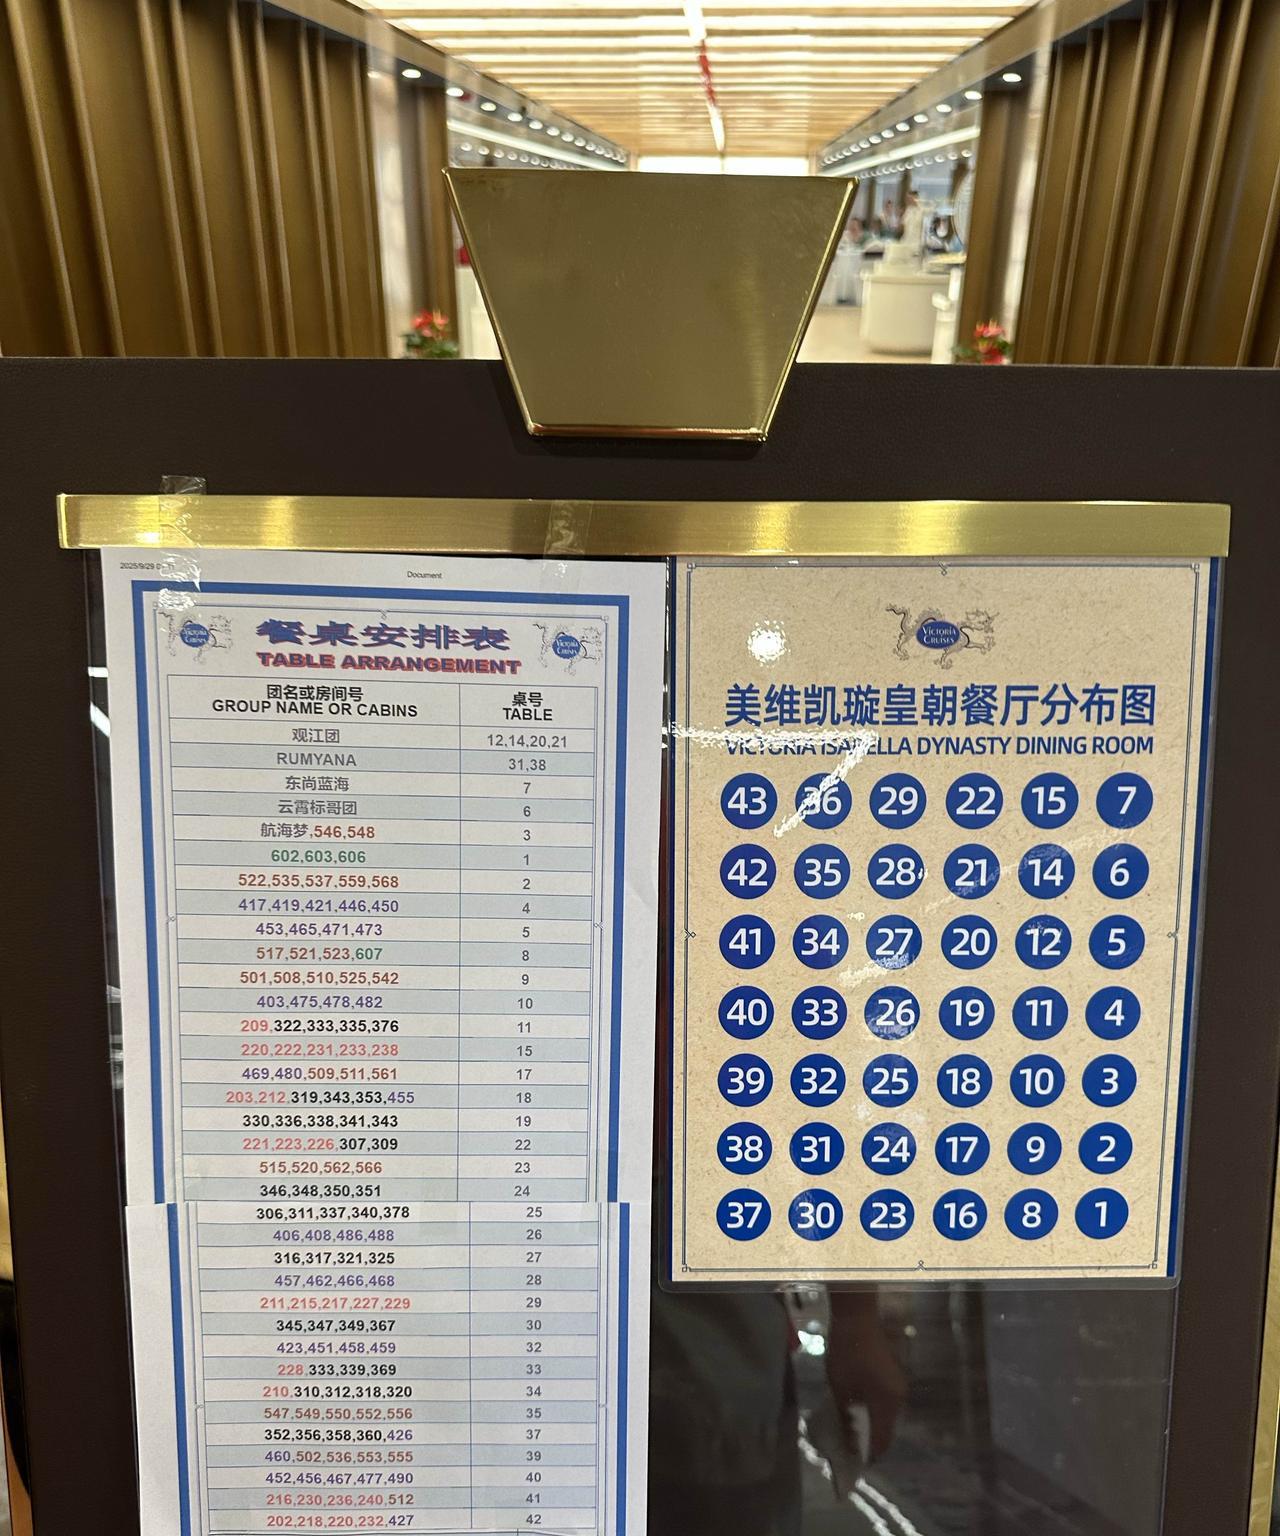 2025/9/29
Document
VICTORIA CRUISES
餐桌安排表
VICTORIA CRUISES
TABLE ARRANGEMENT
团名或房间号 桌号
GROUP NAME OR CABINS TABLE
观江团 12,14,20,21
RUMYANA 31,38
东尚蓝海 7
云霄标哥团 6
航海梦,546,548 3
602,603,606 1
522,535,537,559,568 2
417,419,421,446,450 4
453,465,471,473 5
517,521,523,607 8
501,508,510,525,542 9
403,475,478,482 10
209,322,333,335,376 11
220,222,231,233,238 15
469,480,509,511,561 17
203,212,319,343,353,455 18
330,336,338,341,343 19
221,223,226,307,309 22
515,520,562,566 23
346,348,350,351 24
306,311,337,340,378 25
406,408,486,488 26
316,317,321,325 27
457,462,466,468 28
211,215,217,227,229 29
345,347,349,367 30
423,451,458,459 32
228,333,339,369 33
210,310,312,318,320 34
547,549,550,552,556 35
352,356,358,360,426 37
460,502,536,553,555 39
452,456,467,477,490 40
216,230,236,240,512 41
202,218,220,232,427 42
VICTORIA CRUISES
美维凯璇皇朝餐厅分布图
VICTORIA ISABELLA DYNASTY DINING ROOM
43 36 29 22 15 7
42 35 28 21 14 6
41 34 27 20 12 5
40 33 26 19 11 4
39 32 25 18 10 3
38 31 24 17 9 2
37 30 23 16 8 1